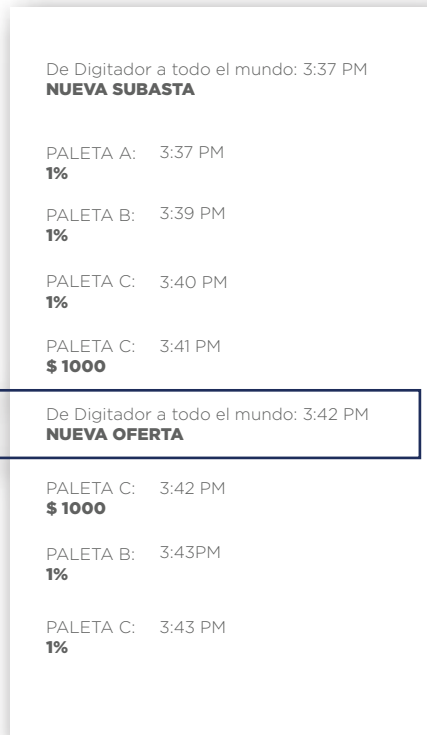 De Digitador a todo el mundo: 3:37 PM
NUEVA SUBASTA
PALETA A: 3:37 PM
1%
PALETA B: 3:39 PM
1%
PALETA C: 3:40 PM
1%
PALETA C: 3:41 PM
$ 1000
De Digitador a todo el mundo: 3:42 PM
NUEVA OFERTA
PALETA C: 3:42 PM
$ 1000
PALETA B: 3:43PM
1%
PALETA C: 3:43 PM
1%